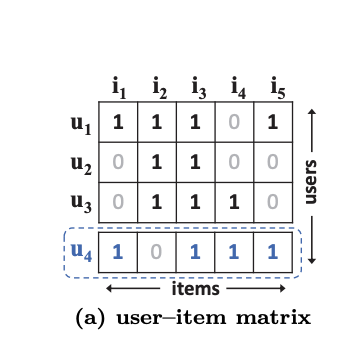 i1 i2 i3 i4 i5
u1 1 1 1 0 1
u2 0 1 1 0 0
u3 0 1 1 1 0
u4 1 0 1 1 1
users
items
(a) user–item matrix